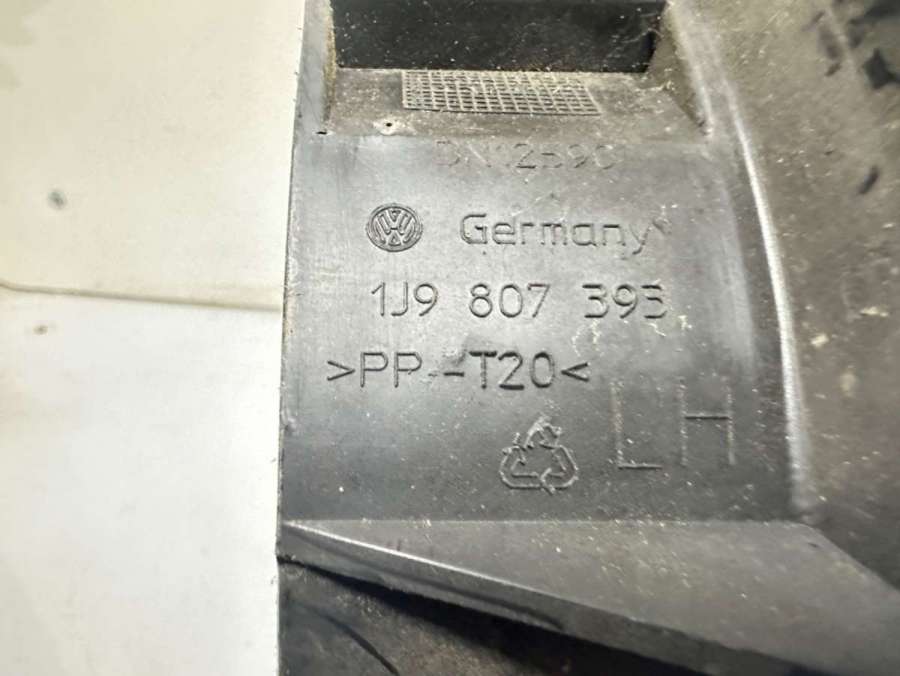 Germany
1J9 807 393
>PP-T20<
LH